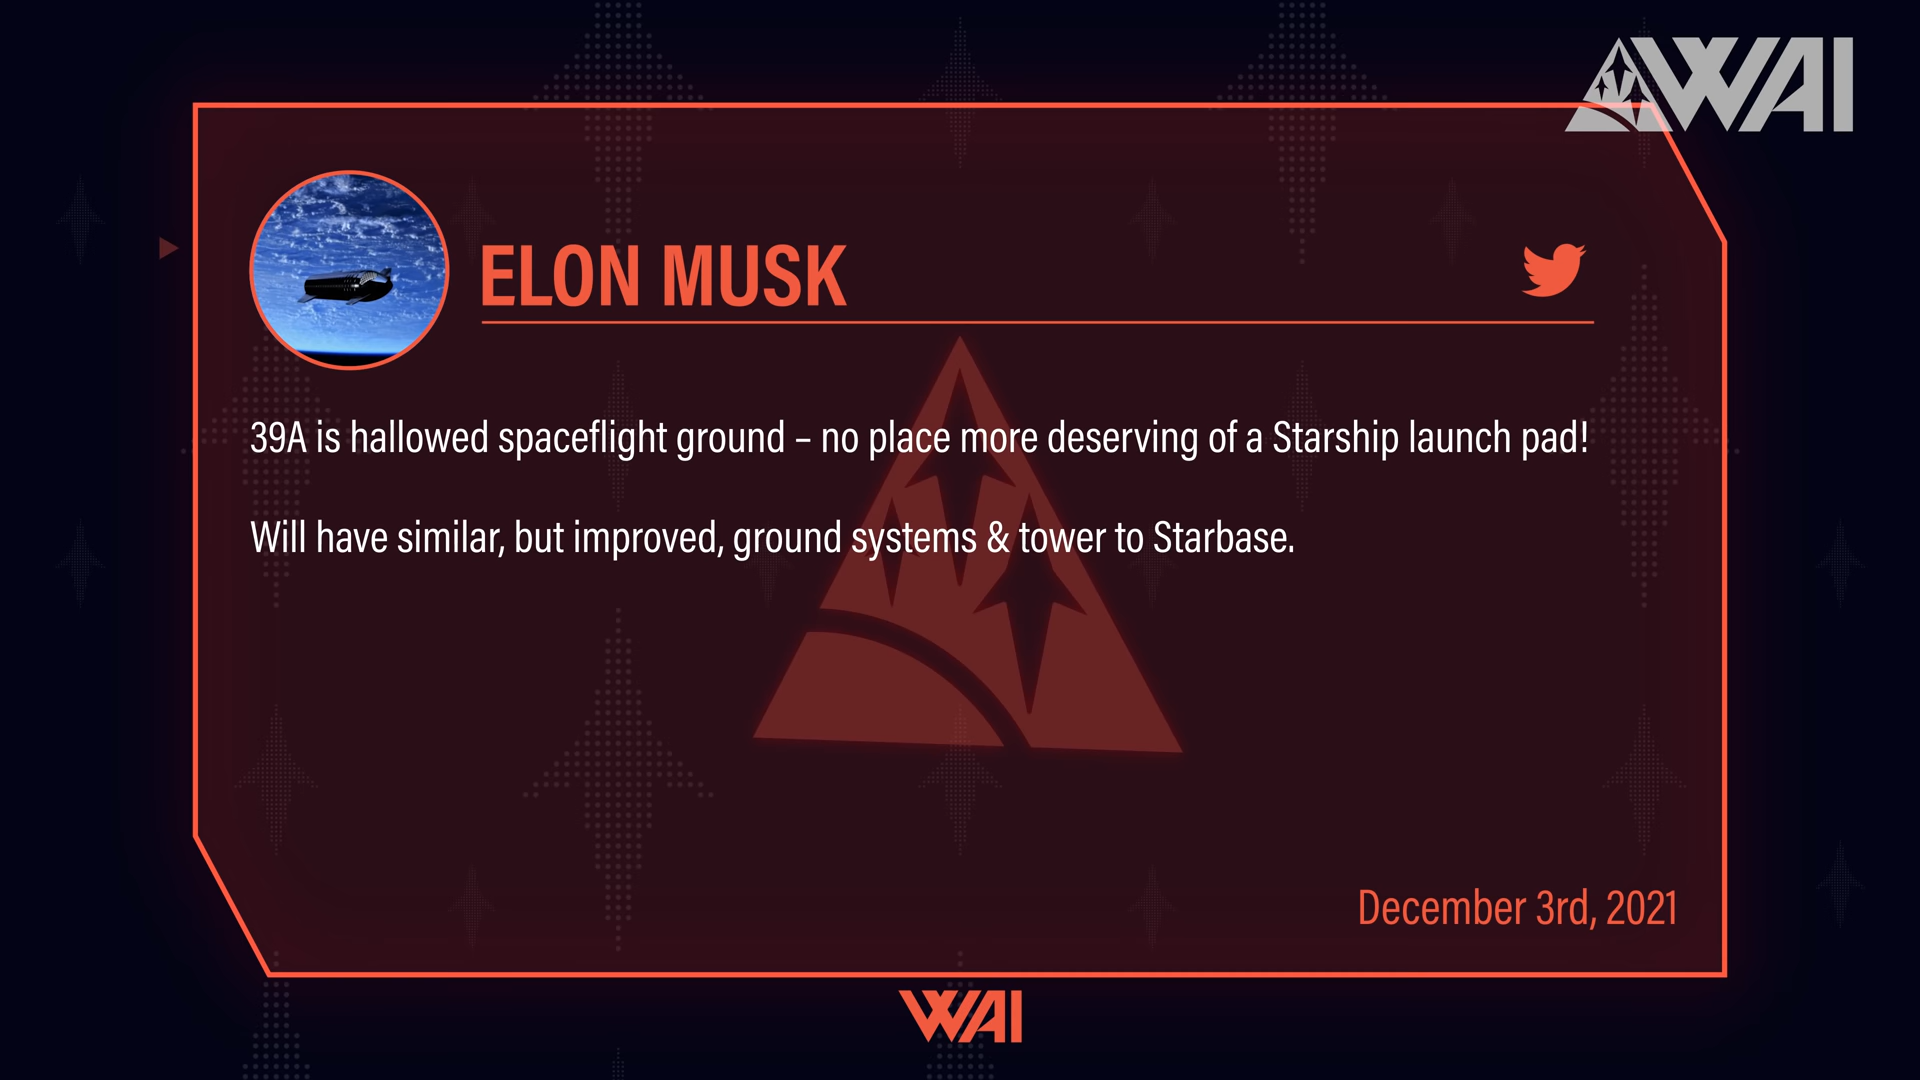 WAI
ELON MUSK
39A is hallowed spaceflight ground – no place more deserving of a Starship launch pad!
Will have similar, but improved, ground systems & tower to Starbase.
December 3rd, 2021
WAI